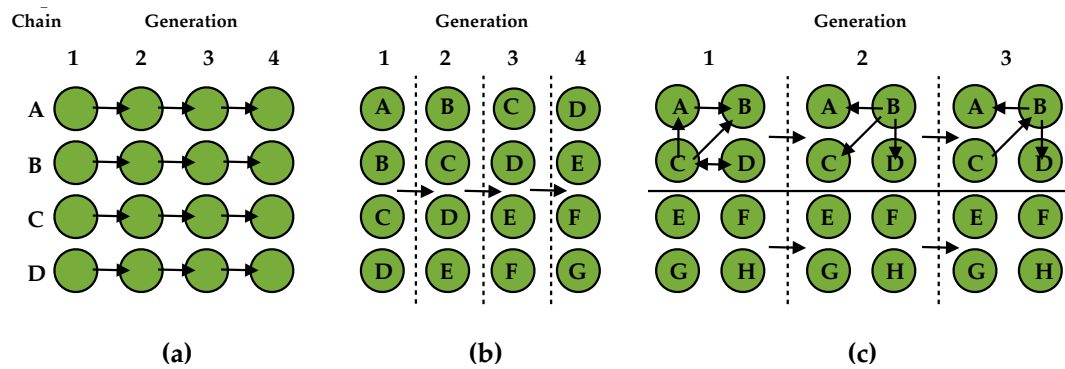 Chain Generation
1 2 3 4
A
B
C
D
(a)
Generation
1 2 3 4
A B C D
B C D E
C D E F
D E F G
(b)
Generation
1 2 3
A B A B A B
C D C D C D
E F E F E F
G H G H G H
(c)